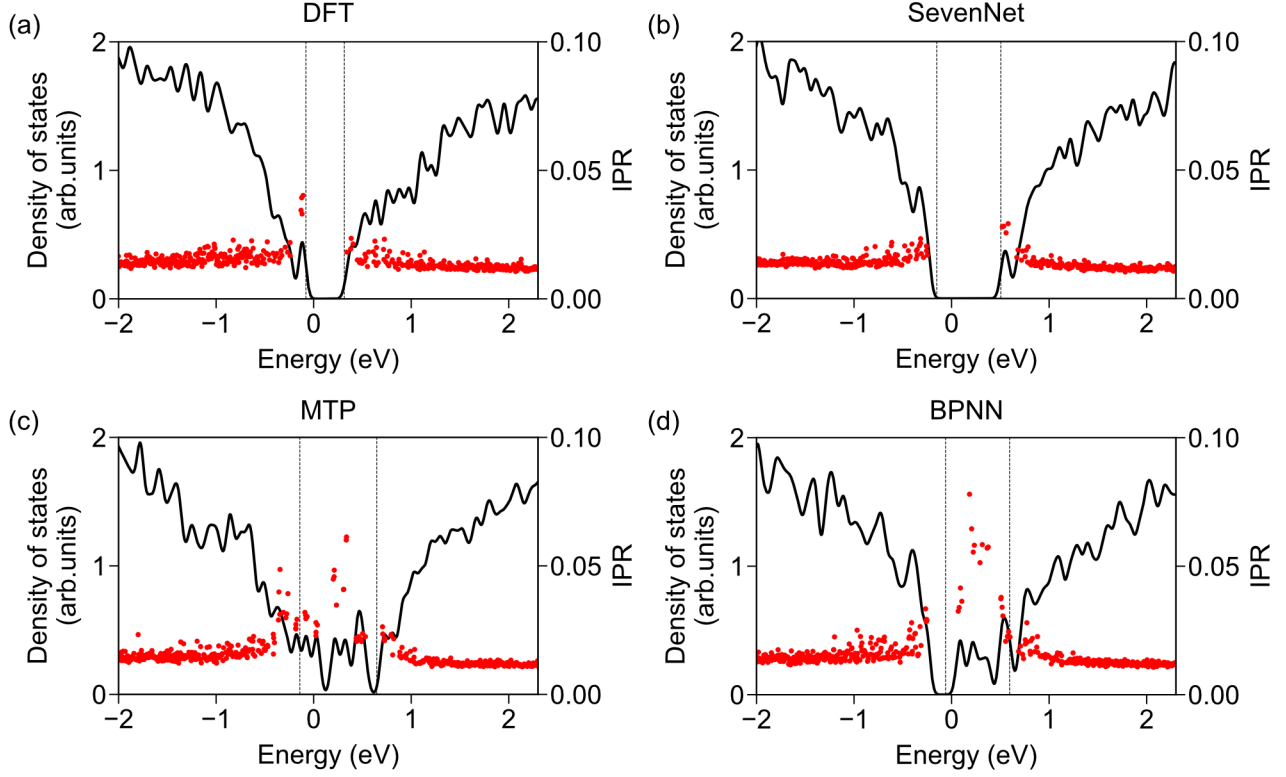 (a)
DFT
Density of states
(arb.units)
2
1
0
0.10
0.05
0.00
IPR
−2
−1
0
1
2
Energy (eV)
(b)
SevenNet
Density of states
(arb.units)
2
1
0
0.10
0.05
0.00
IPR
−2
−1
0
1
2
Energy (eV)
(c)
MTP
Density of states
(arb.units)
2
1
0
0.10
0.05
0.00
IPR
−2
−1
0
1
2
Energy (eV)
(d)
BPNN
Density of states
(arb.units)
2
1
0
0.10
0.05
0.00
IPR
−2
−1
0
1
2
Energy (eV)